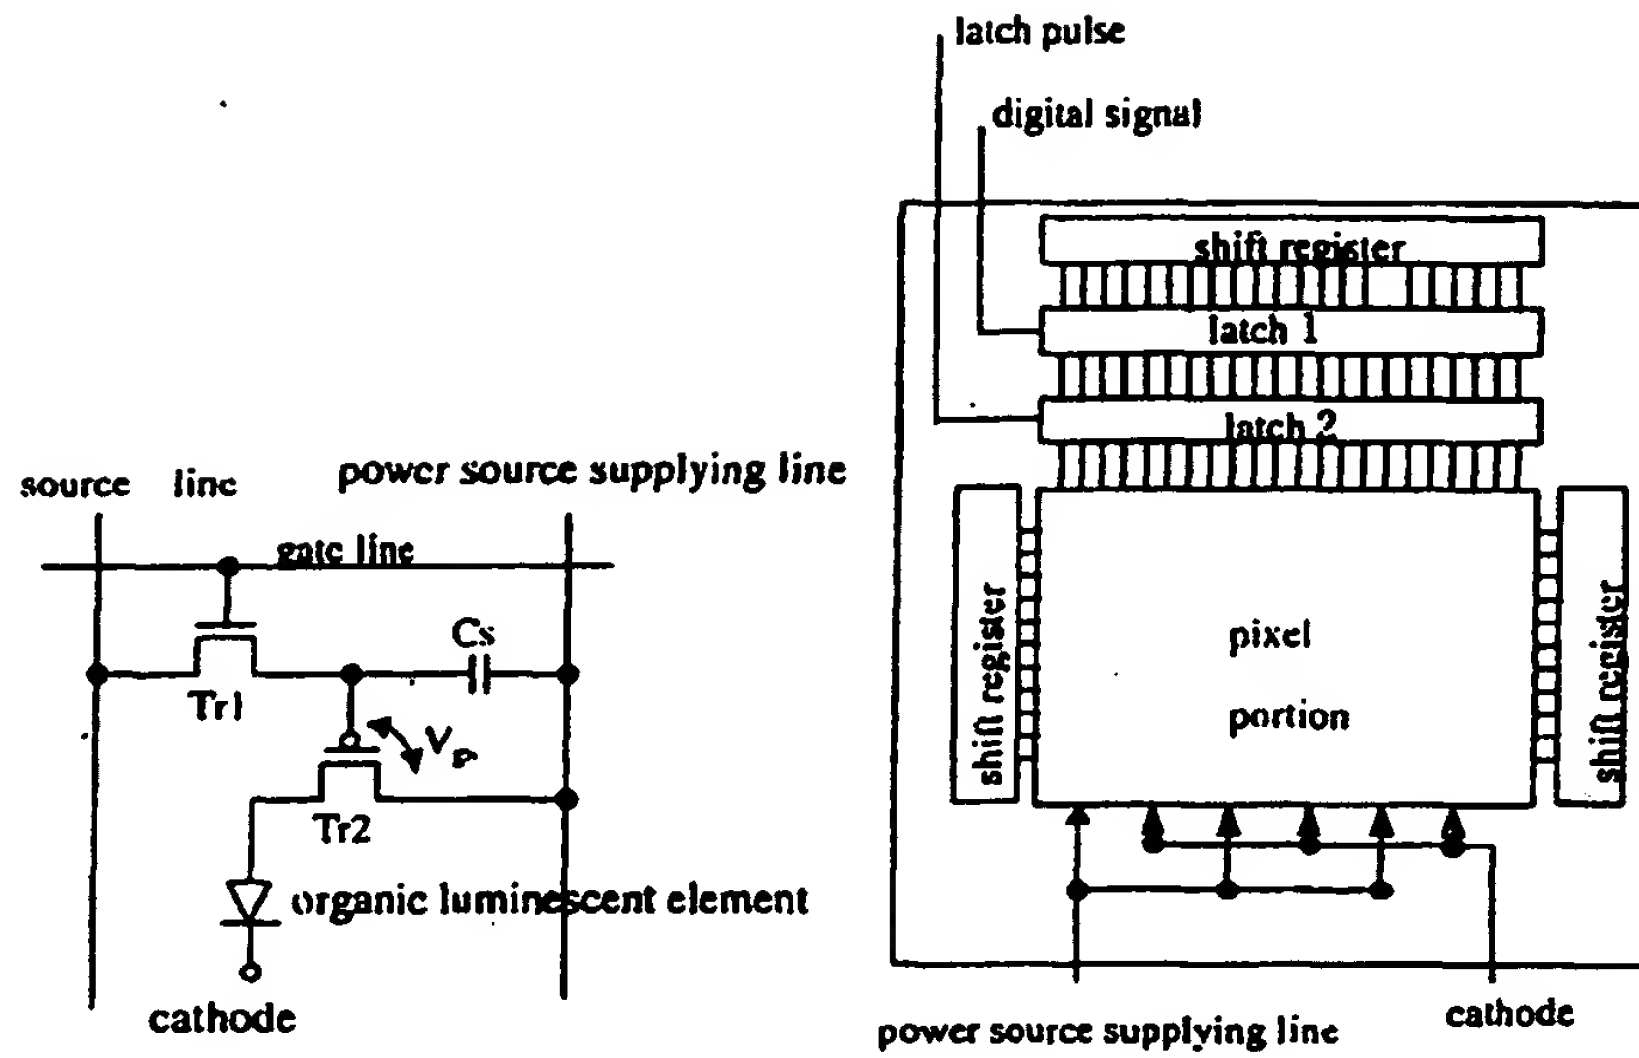 source line
power source supplying line
gate line
Cs
Tr1
VP
Tr2
organic luminescent element
cathode
latch pulse
digital signal
shift register
latch 1
latch 2
shift register
pixel
portion
shift register
power source supplying line
cathode